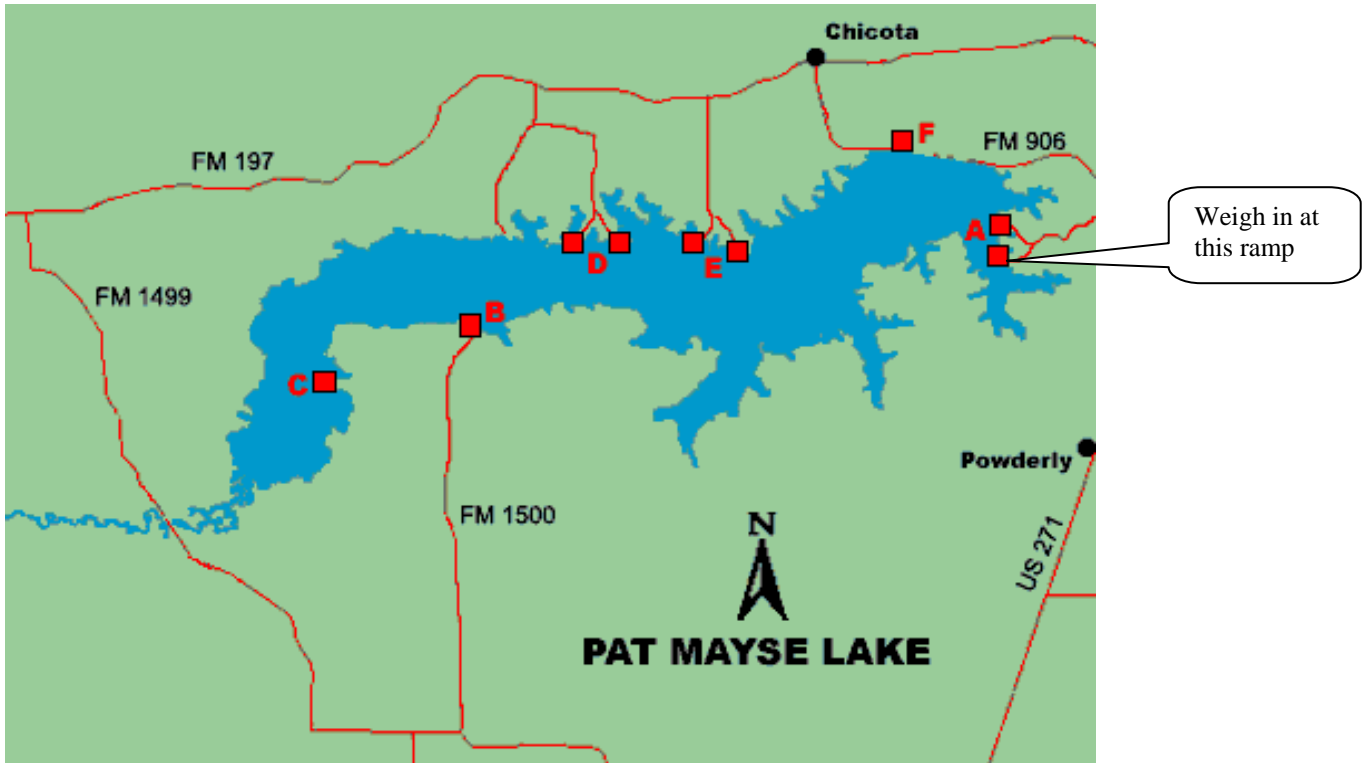 Chicota
F
FM 906
FM 197
Weigh in at
this ramp
A
D
E
FM 1499
B
C
Powderly
FM 1500
N
US 271
PAT MAYSE LAKE